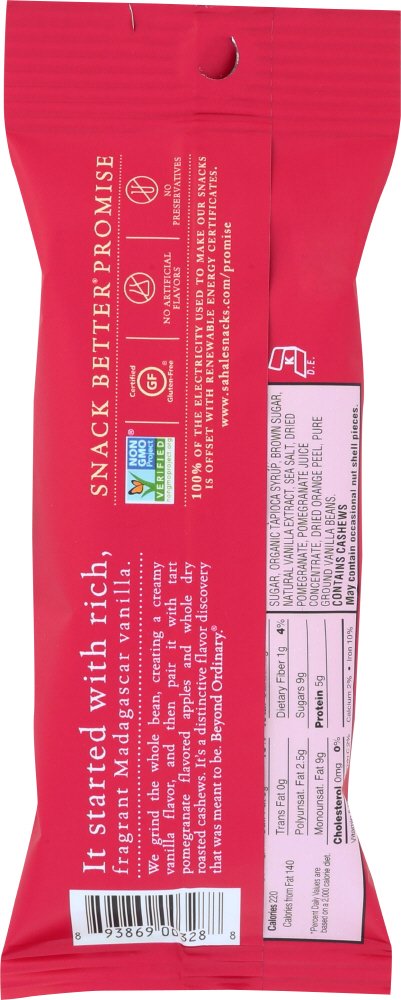 It started with rich,
fragrant Madagascar vanilla.
We grind the whole bean, creating a creamy
vanilla flavor, and then pair it with tart
pomegranate flavored apples and whole dry
roasted cashews. It's a distinctive flavor discovery
that was meant to be. Beyond Ordinary.®
SNACK BETTER® PROMISE
NON
GMO
Project
VERIFIED
nongmoproject.org
®
Certified
GF
®
Gluten-Free
NO ARTIFICIAL
FLAVORS
NO
PRESERVATIVES
100% OF THE ELECTRICITY USED TO MAKE OUR SNACKS
IS OFFSET WITH RENEWABLE ENERGY CERTIFICATES.
www.sahalesnacks.com/promise
8 93869 00328 8
Calories 220
Calories from Fat 140
*Percent Daily Values are
based on a 2,000 calorie diet.
Trans Fat 0g
Polyunsat. Fat 2.5g
Monounsat. Fat 9g
Cholesterol 0mg 0%
Dietary Fiber 1g 4%
Sugars 9g
Protein 5g
Calcium 2% • Iron 10%
SUGAR, ORGANIC TAPIOCA SYRUP, BROWN SUGAR,
NATURAL VANILLA EXTRACT, SEA SALT, DRIED
POMEGRANATE, POMEGRANATE JUICE
CONCENTRATE, DRIED ORANGE PEEL, PURE
GROUND VANILLA BEANS.
CONTAINS CASHEWS
May contain occasional nut shell pieces.
K
D.E.